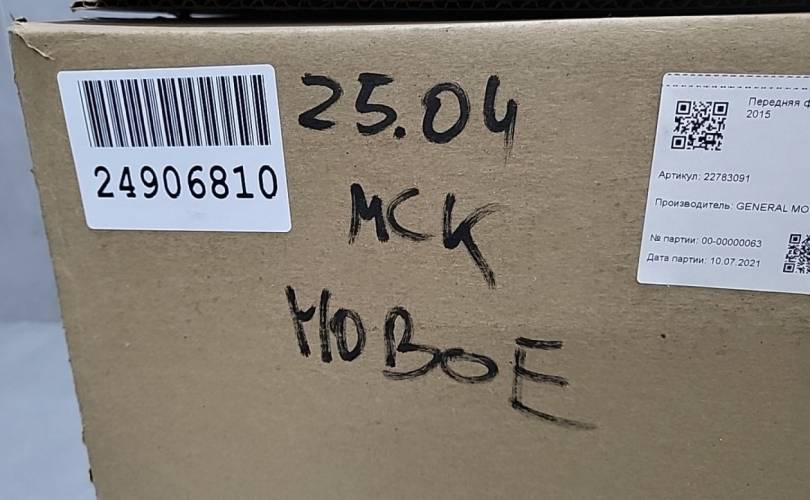 24906810
25.04
МСК
НОВОЕ
Передняя
2015
Артикул: 22783091
Производитель: GENERAL
№ партии: 00-00000063
Дата партии: 10.07.2021